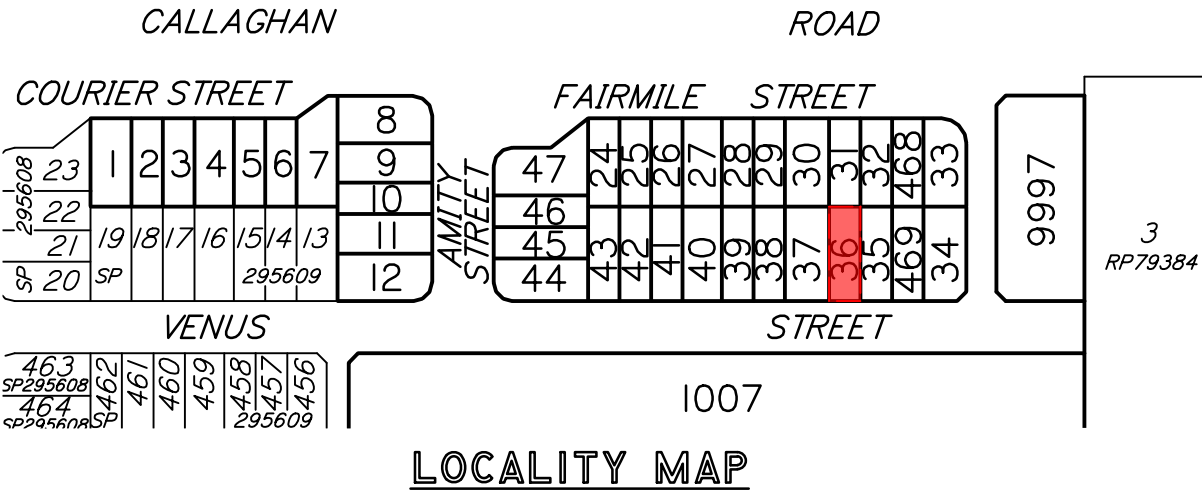 CALLAGHAN ROAD
COURIER STREET
FAIRMILE STREET
8
23 1 2 3 4 5 6 7 9
295608
47 24 25 26 27 28 29 30 31 32 468 33
AMITY
STREET
9997
10
22
46
19 18 17 16 15 14 13 11
21
45
43 42 41 40 39 38 37 36 35 469 34
3
RP79384
SP 20 SP 295609 12
44
VENUS STREET
463
SP295608
462 461 460 459 458 457 456
464
SP295608
SP 295609
1007
LOCALITY MAP